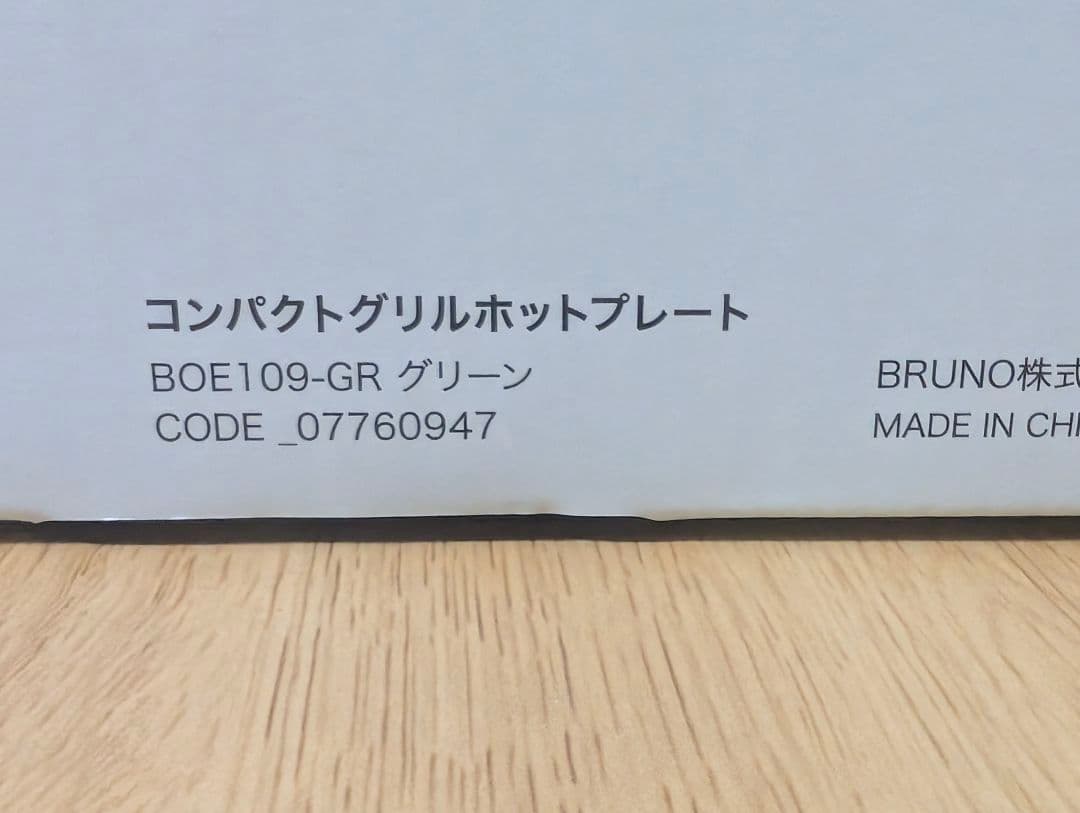 コンパクトグリルホットプレート
BOE109-GR グリーン
CODE _07760947
BRUNO株式
MADE IN CHI